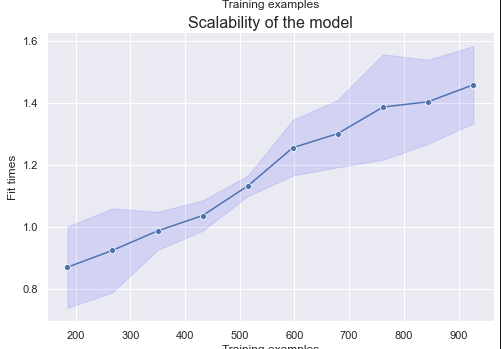 Training examples
Scalability of the model
1.6
1.4
1.2
1.0
0.8
Fit times
200 300 400 500 600 700 800 900
Training examples